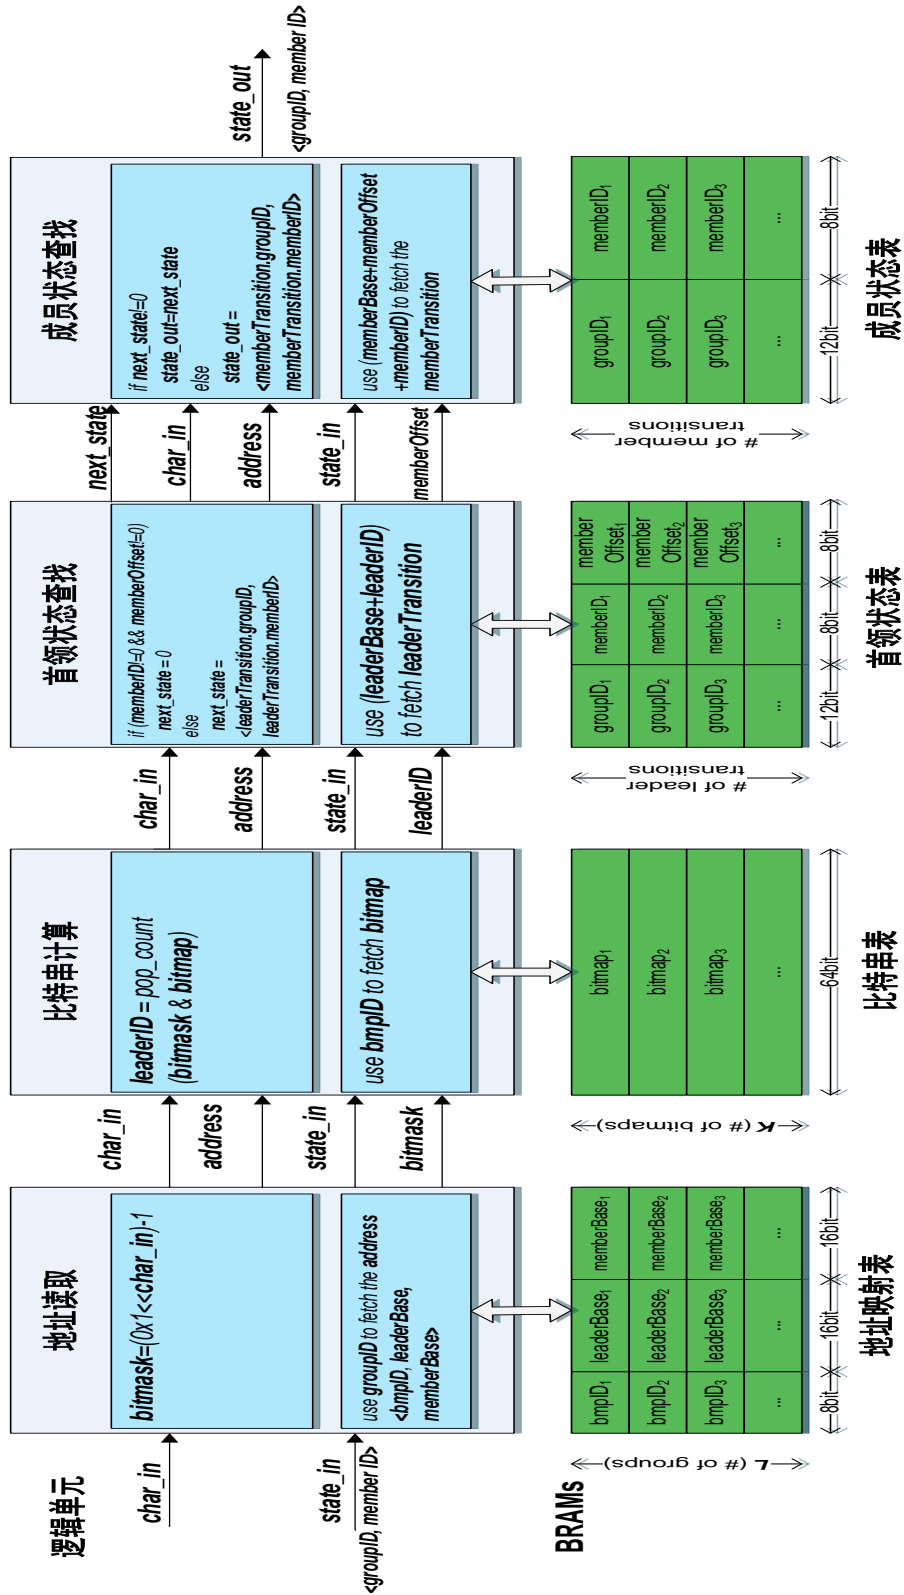 逻辑单元
char_in
state_in
<groupID, member ID>
地址读取
bitmask=(0x1<<char_in)-1
use groupID to fetch the address
<bmpID, leaderBase,
memberBase>
char_in
address
state_in
bitmask
比特串计算
leaderID = pop_count
(bitmask & bitmap)
use bmpID to fetch bitmap
char_in
address
state_in
leaderID
首领状态查找
if (memberID!=0 && memberOffset!=0)
next_state = 0
else
next_state =
<leaderTransition.groupID,
leaderTransition.memberID>
use (leaderBase+leaderID)
to fetch leaderTransition
next_state
char_in
address
state_in
memberOffset
成员状态查找
if next_state!=0
state_out=next_state
else
state_out =
<memberTransition.groupID,
memberTransition.memberID>
use (memberBase+memberOffset
+memberID) to fetch the
memberTransition
state_out
<groupID, member ID>
BRAMs
L (# of groups)
bmpID1 leaderBase1 memberBase1
bmpID2 leaderBase2 memberBase2
bmpID3 leaderBase3 memberBase3
... ... ...
8bit 16bit 16bit
地址映射表
K (# of bitmaps)
bitmap1
bitmap2
bitmap3
...
64bit
比特串表
# of leader
transitions
groupID1 memberID1 member Offset1
groupID2 memberID2 member Offset2
groupID3 memberID3 member Offset3
... ... ...
12bit 8bit 8bit
首领状态表
# of member
transitions
groupID1 memberID1
groupID2 memberID2
groupID3 memberID3
... ...
12bit 8bit
成员状态表